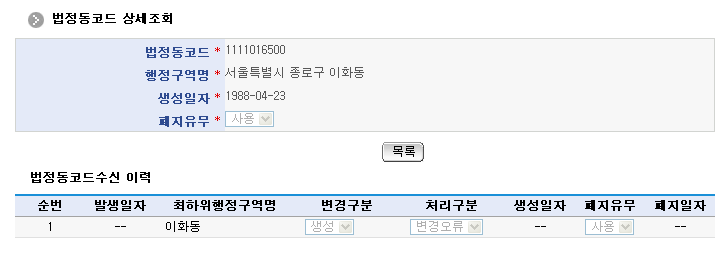 법정동코드 상세조회
법정동코드 * 1111016500
행정구역명 * 서울특별시 종로구 이화동
생성일자 * 1988-04-23
폐지유무 * 사용
목록
법정동코드수신 이력
순번 발생일자 최하위행정구역명 변경구분 처리구분 생성일자 폐지유무 폐지일자
1 -- 이화동 생성 변경오류 -- 사용 --